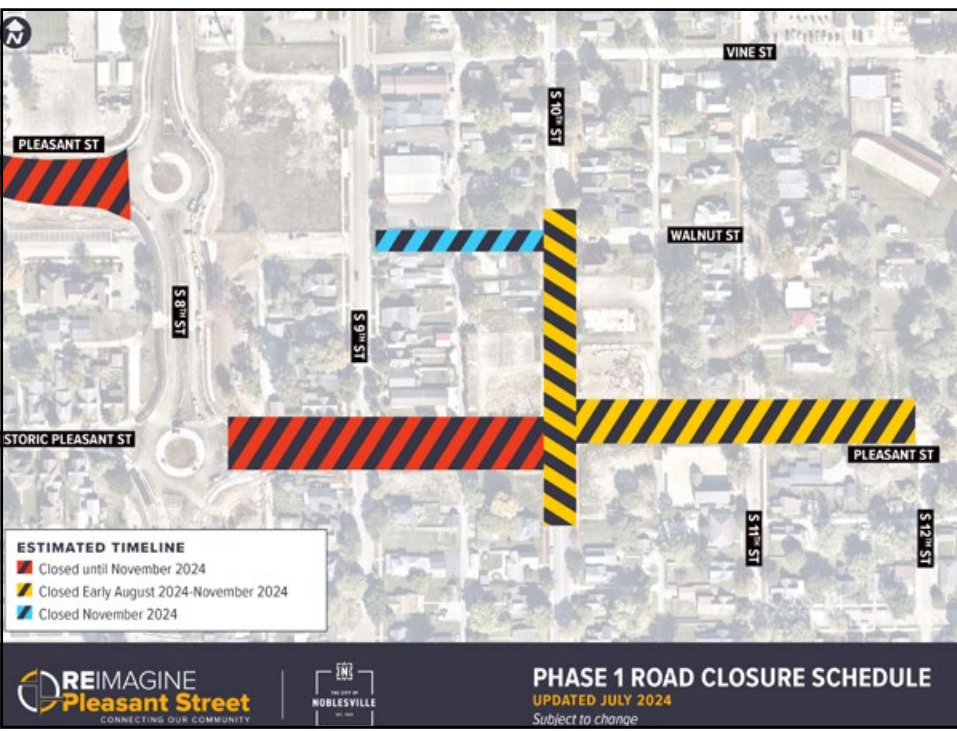 N
VINE ST
S 10TH ST
PLEASANT ST
WALNUT ST
S 8TH ST
S 9TH ST
STORIC PLEASANT ST
PLEASANT ST
S 11TH ST
S 12TH ST
ESTIMATED TIMELINE
Closed until November 2024
Closed Early August 2024-November 2024
Closed November 2024
REIMAGINE
Pleasant Street
CONNECTING OUR COMMUNITY
N
THE CITY OF
NOBLESVILLE
PHASE 1 ROAD CLOSURE SCHEDULE
UPDATED JULY 2024
Subject to change